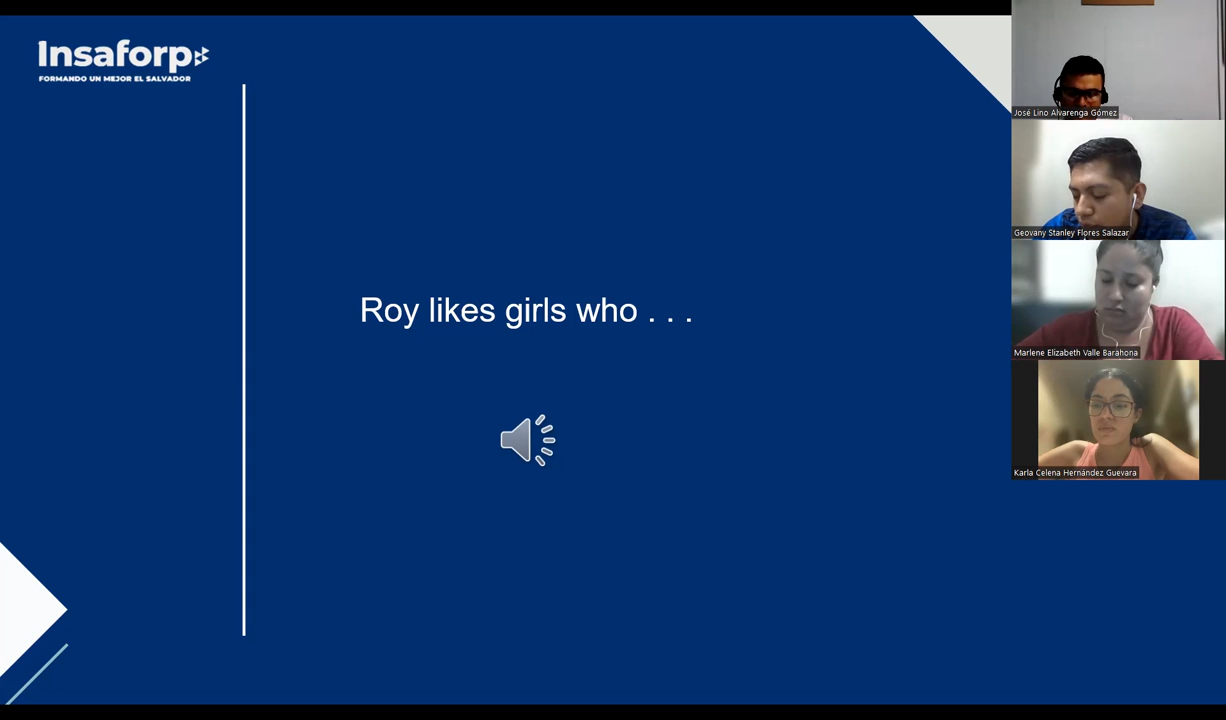 Insaforp
FORMANDO UN MEJOR EL SALVADOR
Roy likes girls who . . .
José Lino Alvarenga Gómez
Geovany Stanley Flores Salazar
Marlene Elizabeth Valle Barahona
Karla Celena Hernández Guevara